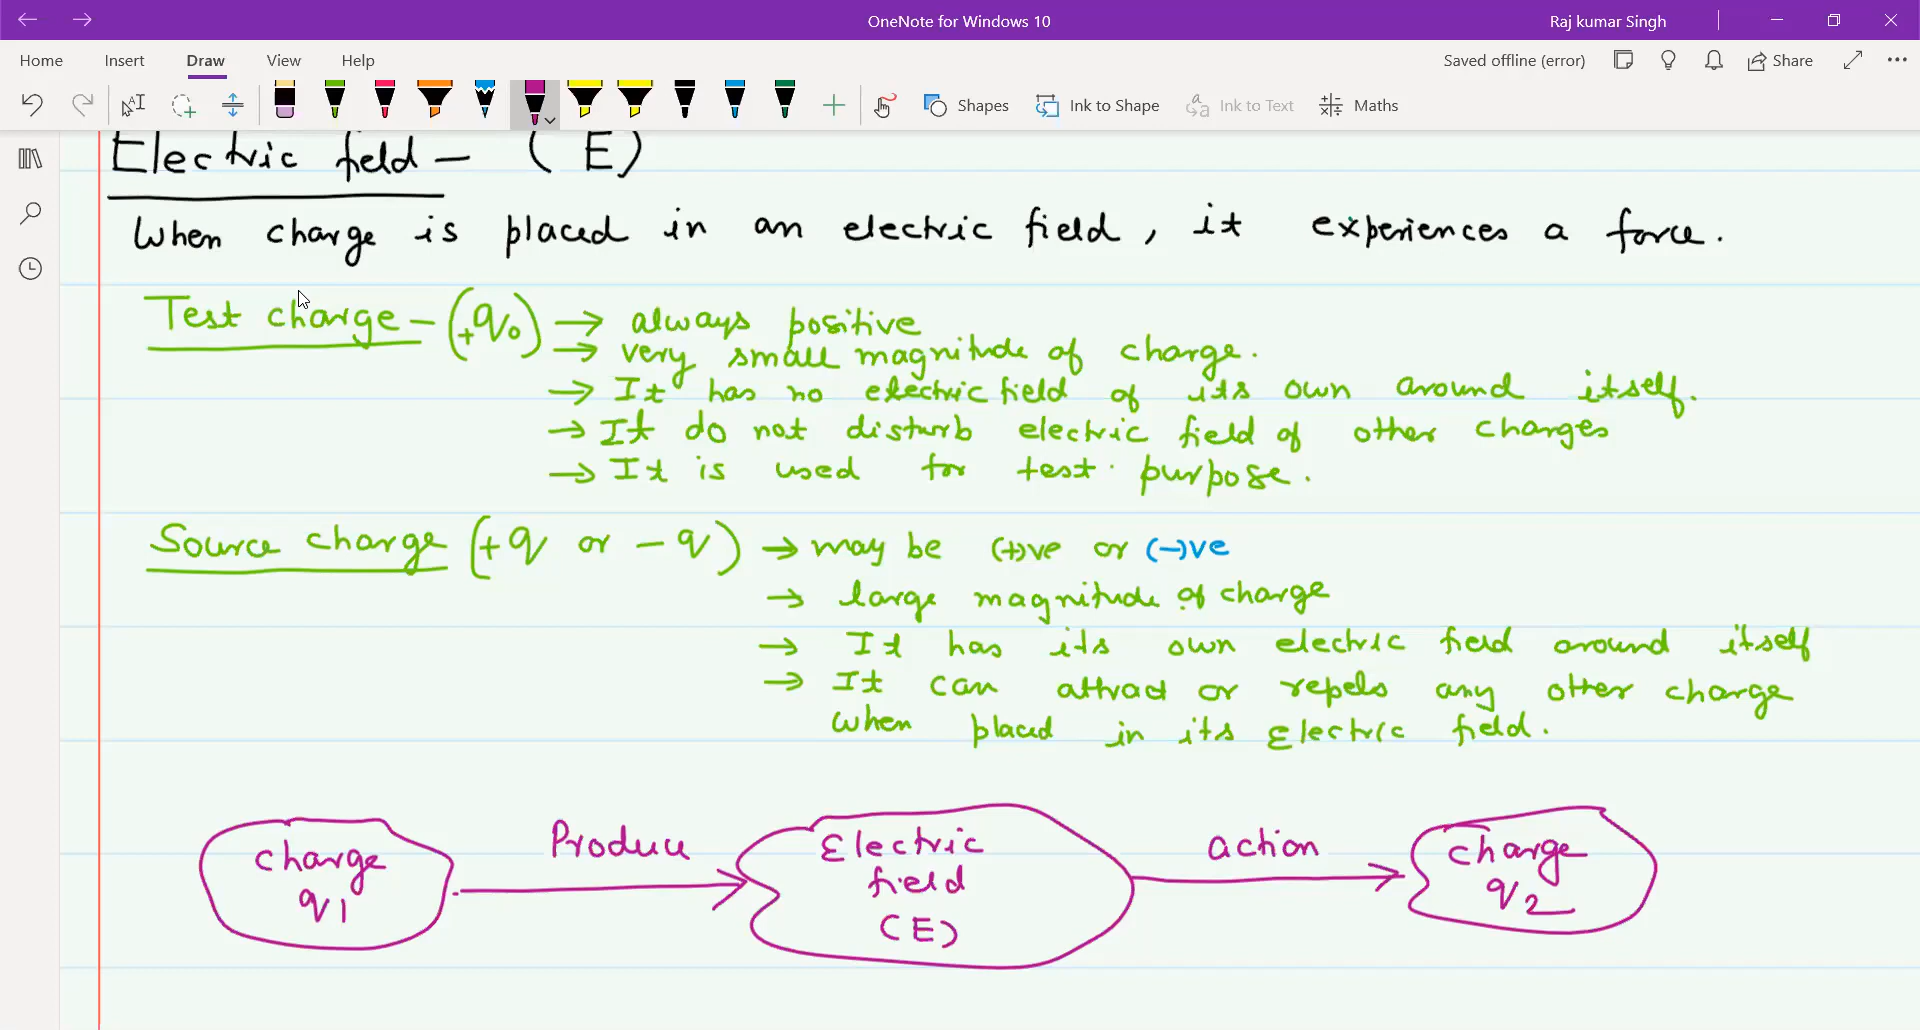 OneNote for Windows 10
Raj kumar Singh
Home Insert Draw View Help
Saved offline (error)
Share
Shapes
Ink to Shape
Ink to Text
Maths
Electric field – (E)
When charge is placed in an electric field, it experiences a force.
Test charge – (+q0) → always positive
→ very small magnitude of charge.
→ It has no electric field of its own around itself.
→ It do not disturb electric field of other charges
→ It is used for test purpose.
Source charge (+q or -q) → may be (+)ve or (-)ve
→ large magnitude of charge
→ It has its own electric field around itself
→ It can attract or repels any other charge
when placed in its Electric field.
charge
q1
Produce
Electric
field
(E)
action
charge
q2